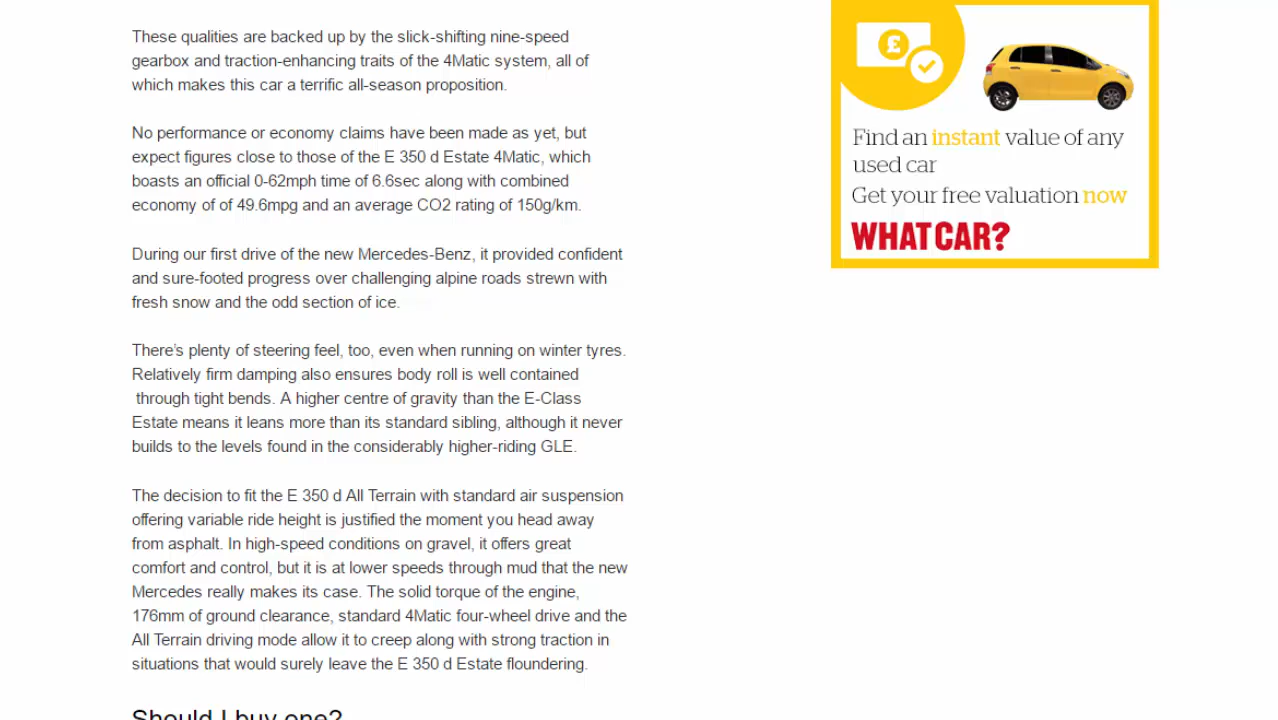 These qualities are backed up by the slick-shifting nine-speed
gearbox and traction-enhancing traits of the 4Matic system, all of
which makes this car a terrific all-season proposition.
No performance or economy claims have been made as yet, but
expect figures close to those of the E 350 d Estate 4Matic, which
boasts an official 0-62mph time of 6.6sec along with combined
economy of of 49.6mpg and an average CO2 rating of 150g/km.
During our first drive of the new Mercedes-Benz, it provided confident
and sure-footed progress over challenging alpine roads strewn with
fresh snow and the odd section of ice.
There’s plenty of steering feel, too, even when running on winter tyres.
Relatively firm damping also ensures body roll is well contained
through tight bends. A higher centre of gravity than the E-Class
Estate means it leans more than its standard sibling, although it never
builds to the levels found in the considerably higher-riding GLE.
The decision to fit the E 350 d All Terrain with standard air suspension
offering variable ride height is justified the moment you head away
from asphalt. In high-speed conditions on gravel, it offers great
comfort and control, but it is at lower speeds through mud that the new
Mercedes really makes its case. The solid torque of the engine,
176mm of ground clearance, standard 4Matic four-wheel drive and the
All Terrain driving mode allow it to creep along with strong traction in
situations that would surely leave the E 350 d Estate floundering.
Should I buy one?
£
Find an instant value of any
used car
Get your free valuation now
WHAT CAR?